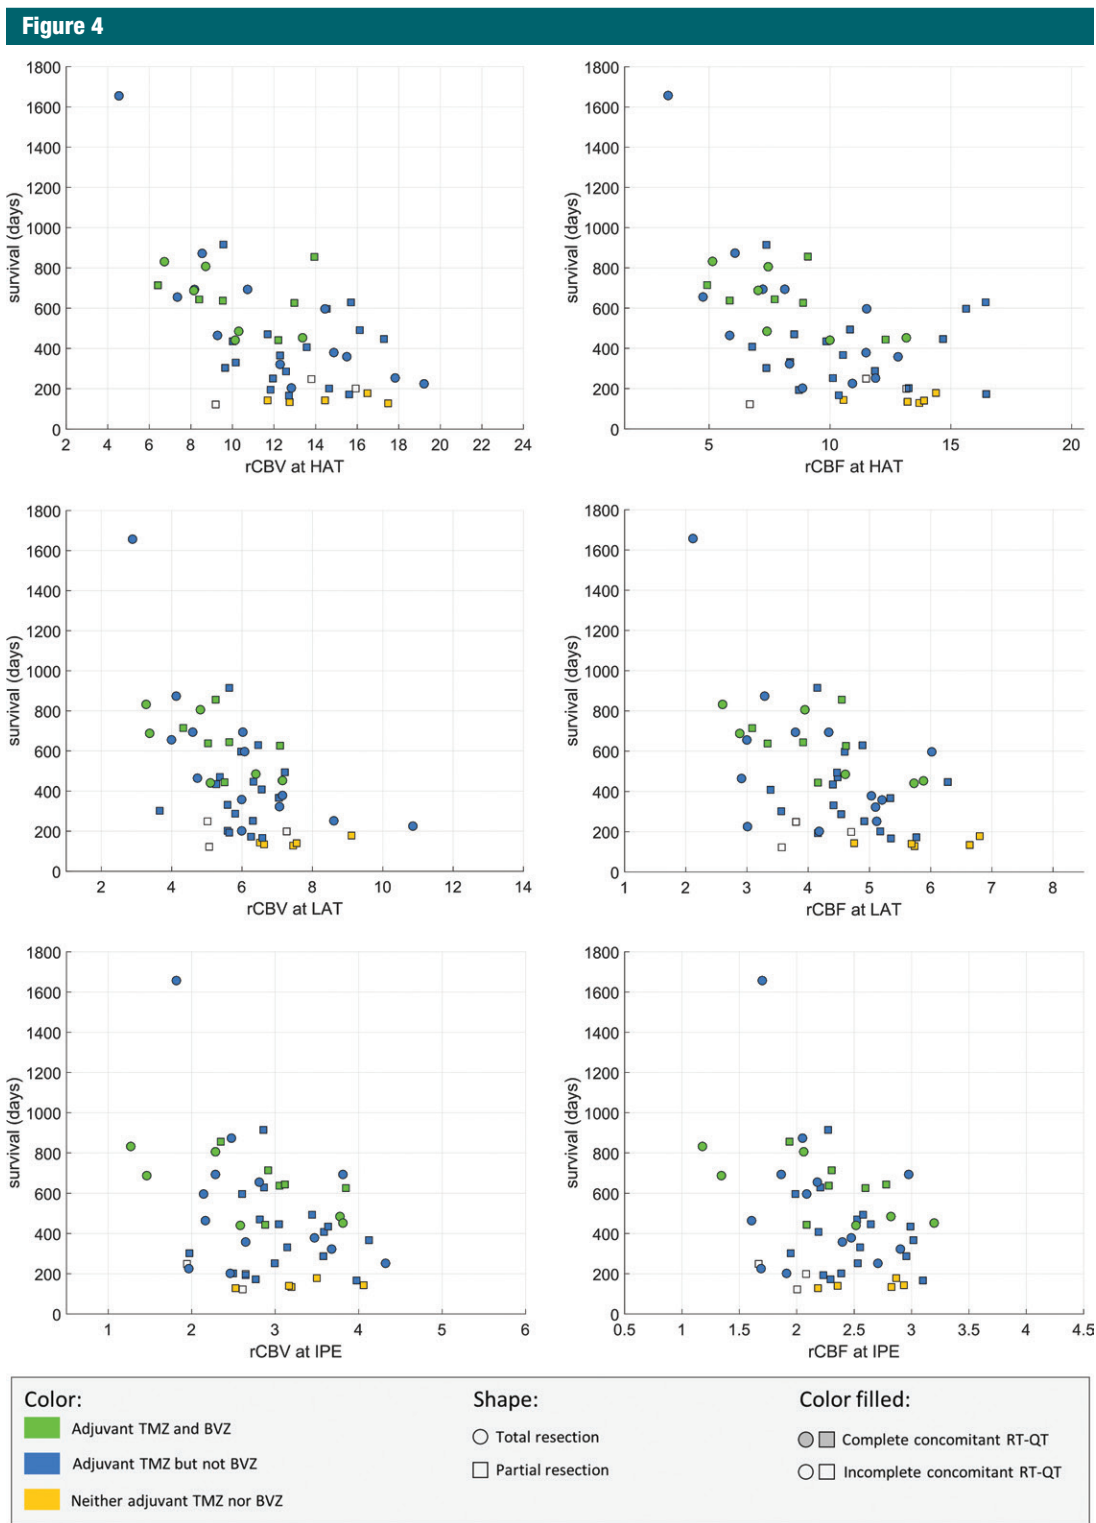 Figure 4
1800
1600
1400
1200
1000
800
600
400
200
0
survival (days)
2 4 6 8 10 12 14 16 18 20 22 24
rCBV at HAT
1800
1600
1400
1200
1000
800
600
400
200
0
survival (days)
5 10 15 20
rCBF at HAT
1800
1600
1400
1200
1000
800
600
400
200
0
survival (days)
2 4 6 8 10 12 14
rCBV at LAT
1800
1600
1400
1200
1000
800
600
400
200
0
survival (days)
1 2 3 4 5 6 7 8
rCBF at LAT
1800
1600
1400
1200
1000
800
600
400
200
0
survival (days)
1 2 3 4 5 6
rCBV at IPE
1800
1600
1400
1200
1000
800
600
400
200
0
survival (days)
0.5 1 1.5 2 2.5 3 3.5 4 4.5
rCBF at IPE
Color:
Adjuvant TMZ and BVZ
Adjuvant TMZ but not BVZ
Neither adjuvant TMZ nor BVZ
Shape:
Total resection
Partial resection
Color filled:
Complete concomitant RT-QT
Incomplete concomitant RT-QT